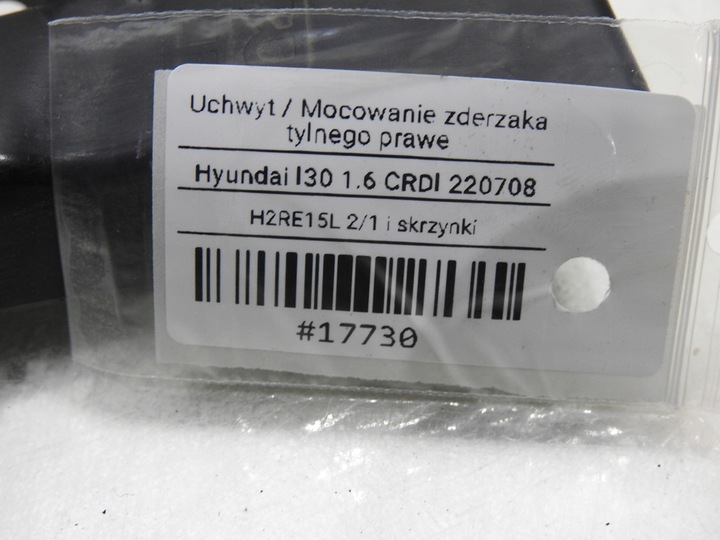 Uchwyt / Mocowanie zderzaka
tylnego prawe
Hyundai I30 1.6 CRDI 220708
H2RE15L 2/1 i skrzynki
#17730